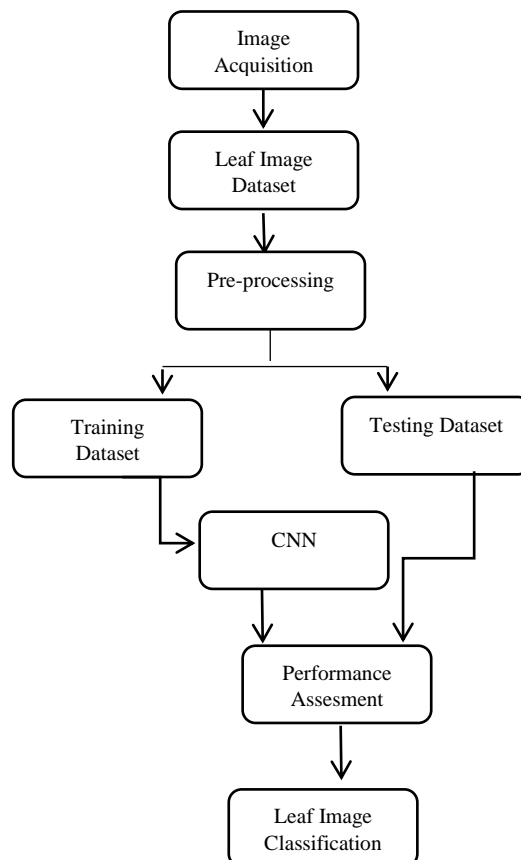 Image
Acquisition
Leaf Image
Dataset
Pre-processing
Training
Dataset
Testing Dataset
CNN
Performance
Assesment
Leaf Image
Classification